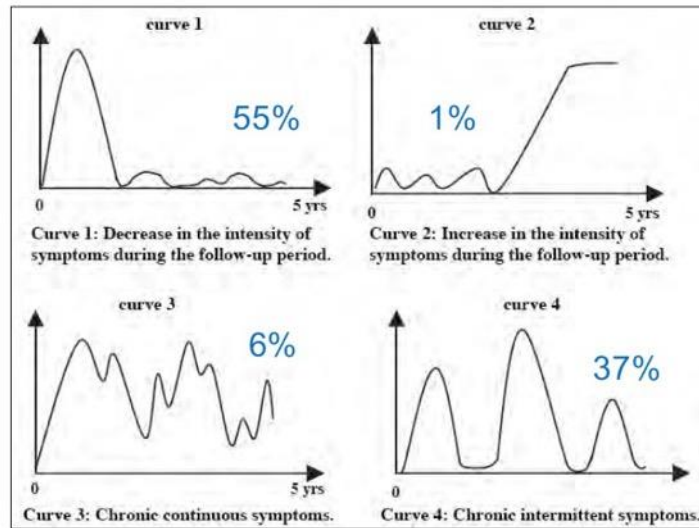 curve 1
55%
0
5 yrs
Curve 1: Decrease in the intensity of
symptoms during the follow-up period.
curve 2
1%
0
5 yrs
Curve 2: Increase in the intensity of
symptoms during the follow-up period.
curve 3
6%
0
5 yrs
Curve 3: Chronic continuous symptoms.
curve 4
37%
0
Curve 4: Chronic intermittent symptoms.